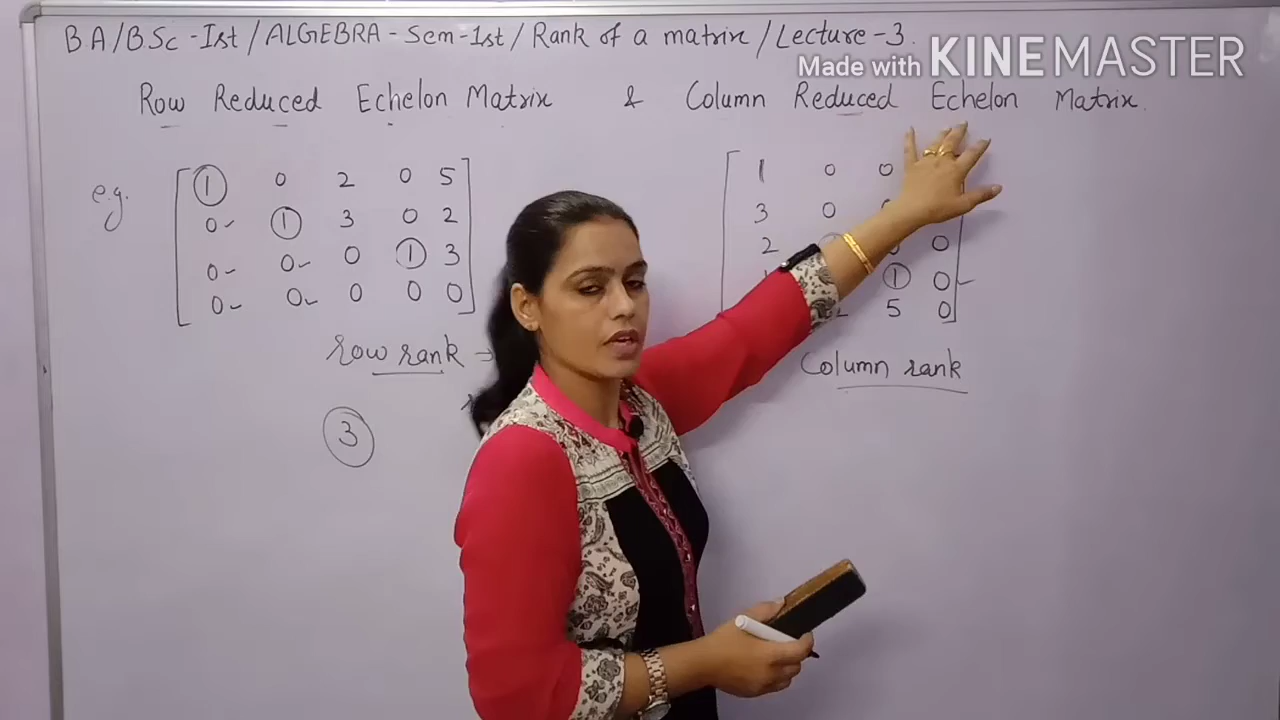 BA/BSc-Ist/ALGEBRA-Sem-1st/Rank of a matrix/Lecture-3.
Made with KINEMASTER
Row Reduced Echelon Matrix & Column Reduced Echelon Matrix.
e.g.
1 0 2 0 5
0- 1 3 0 2
0- 0- 0 1 3
0- 0- 0 0 0
1 0 0
3 0
2 0 0
1 0
5 0
row rank →
Column rank
3